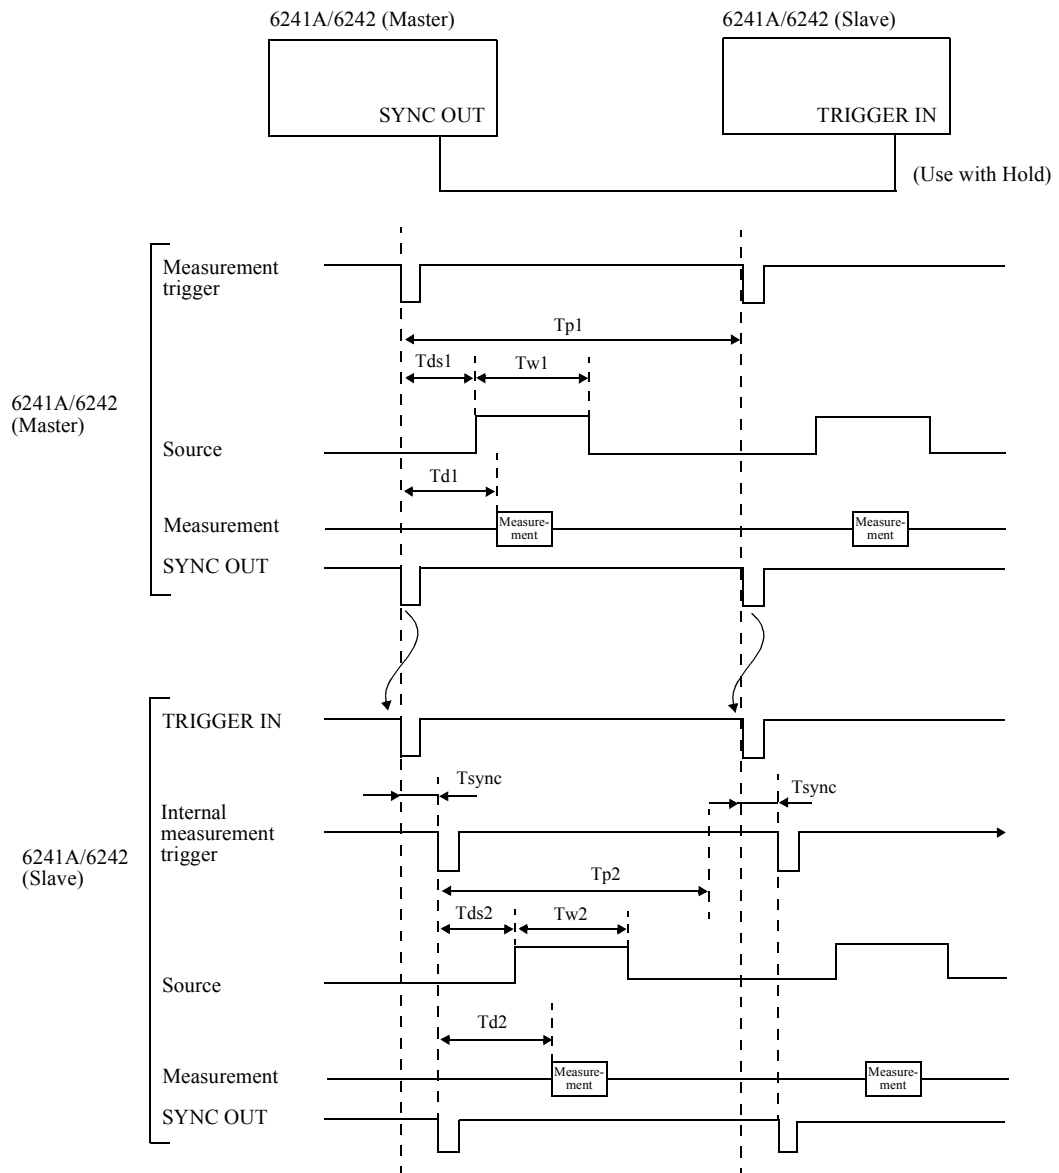 6241A/6242 (Master)
6241A/6242 (Slave)
SYNC OUT
TRIGGER IN
(Use with Hold)
Measurement
trigger
Tp1
Tds1
Tw1
6241A/6242
(Master)
Source
Td1
Measurement
Measure-
ment
Measure-
ment
SYNC OUT
TRIGGER IN
Tsync
Tsync
Internal
measurement
trigger
6241A/6242
(Slave)
Tp2
Tds2
Tw2
Source
Td2
Measurement
Measure-
ment
Measure-
ment
SYNC OUT